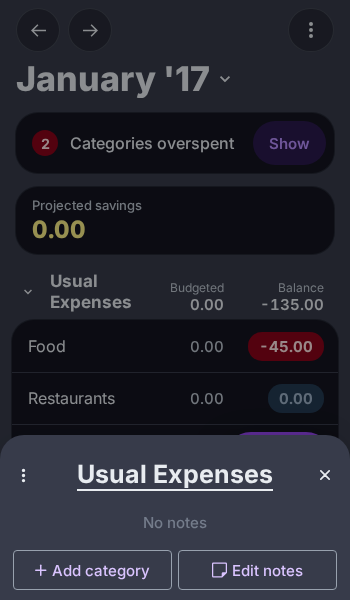 January '17
2 Categories overspent Show
Projected savings
0.00
Usual Expenses Budgeted 0.00 Balance -135.00
Food 0.00 -45.00
Restaurants 0.00 0.00
Usual Expenses
No notes
+ Add category Edit notes